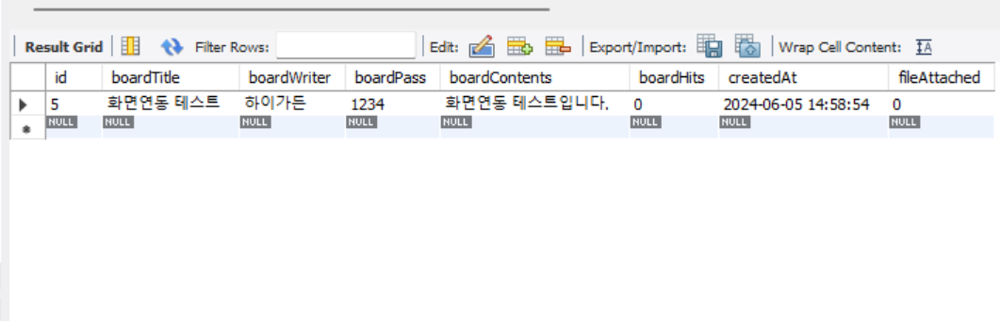 Result Grid Filter Rows: Edit: Export/Import: Wrap Cell Content: IA
id boardTitle boardWriter boardPass boardContents boardHits createdAt fileAttached
5 화면연동 테스트 하이가든 1234 화면연동 테스트입니다. 0 2024-06-05 14:58:54 0
NULL NULL NULL NULL NULL NULL NULL NULL